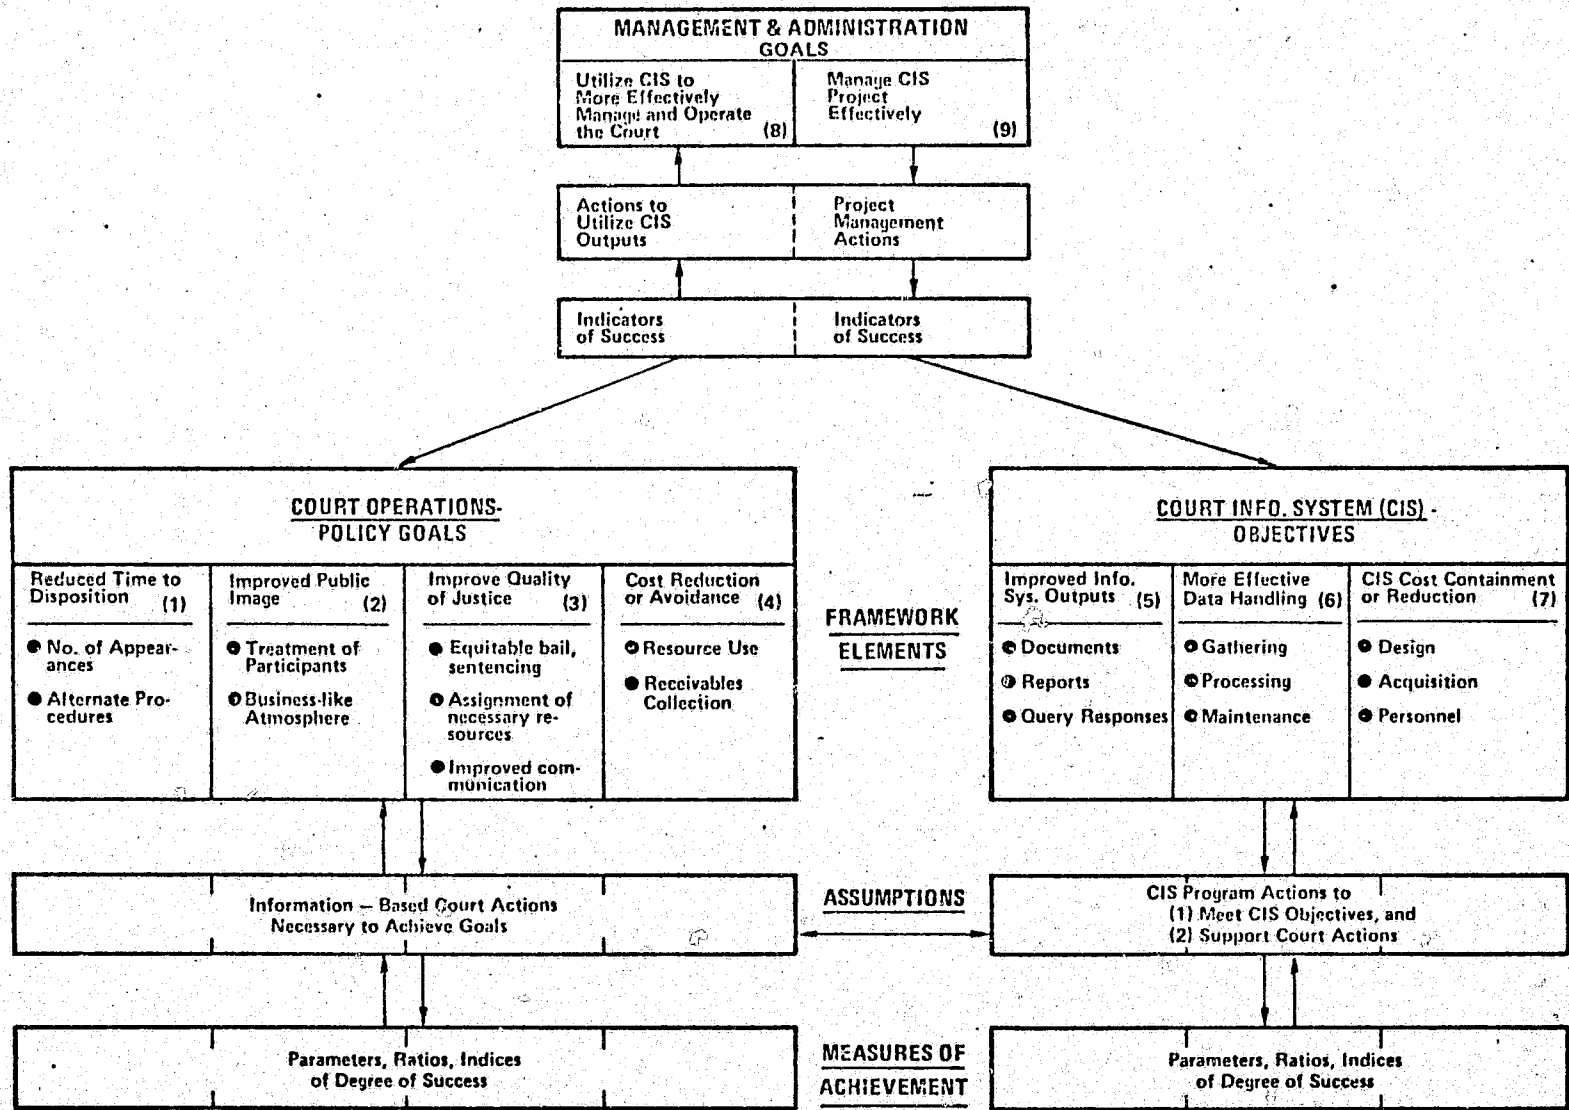 MANAGEMENT & ADMINISTRATION
GOALS
Utilize CIS to
More Effectively
Manage and Operate
the Court (8)
Manage CIS
Project
Effectively (9)
Actions to
Utilize CIS
Outputs
Project
Management
Actions
Indicators
of Success
Indicators
of Success
COURT OPERATIONS-
POLICY GOALS
Reduced Time to
Disposition (1)
● No. of Appear-
ances
● Alternate Pro-
cedures
Improved Public
Image (2)
● Treatment of
Participants
● Business-like
Atmosphere
Improve Quality
of Justice (3)
● Equitable bail,
sentencing
● Assignment of
necessary re-
sources
● Improved com-
munication
Cost Reduction
or Avoidance (4)
● Resource Use
● Receivables
Collection
FRAMEWORK
ELEMENTS
COURT INFO. SYSTEM (CIS) -
OBJECTIVES
Improved Info.
Sys. Outputs (5)
● Documents
● Reports
● Query Responses
More Effective
Data Handling (6)
● Gathering
● Processing
● Maintenance
CIS Cost Containment
or Reduction (7)
● Design
● Acquisition
● Personnel
Information – Based Court Actions
Necessary to Achieve Goals
ASSUMPTIONS
CIS Program Actions to
(1) Meet CIS Objectives, and
(2) Support Court Actions
Parameters, Ratios, Indices
of Degree of Success
MEASURES OF
ACHIEVEMENT
Parameters, Ratios, Indices
of Degree of Success